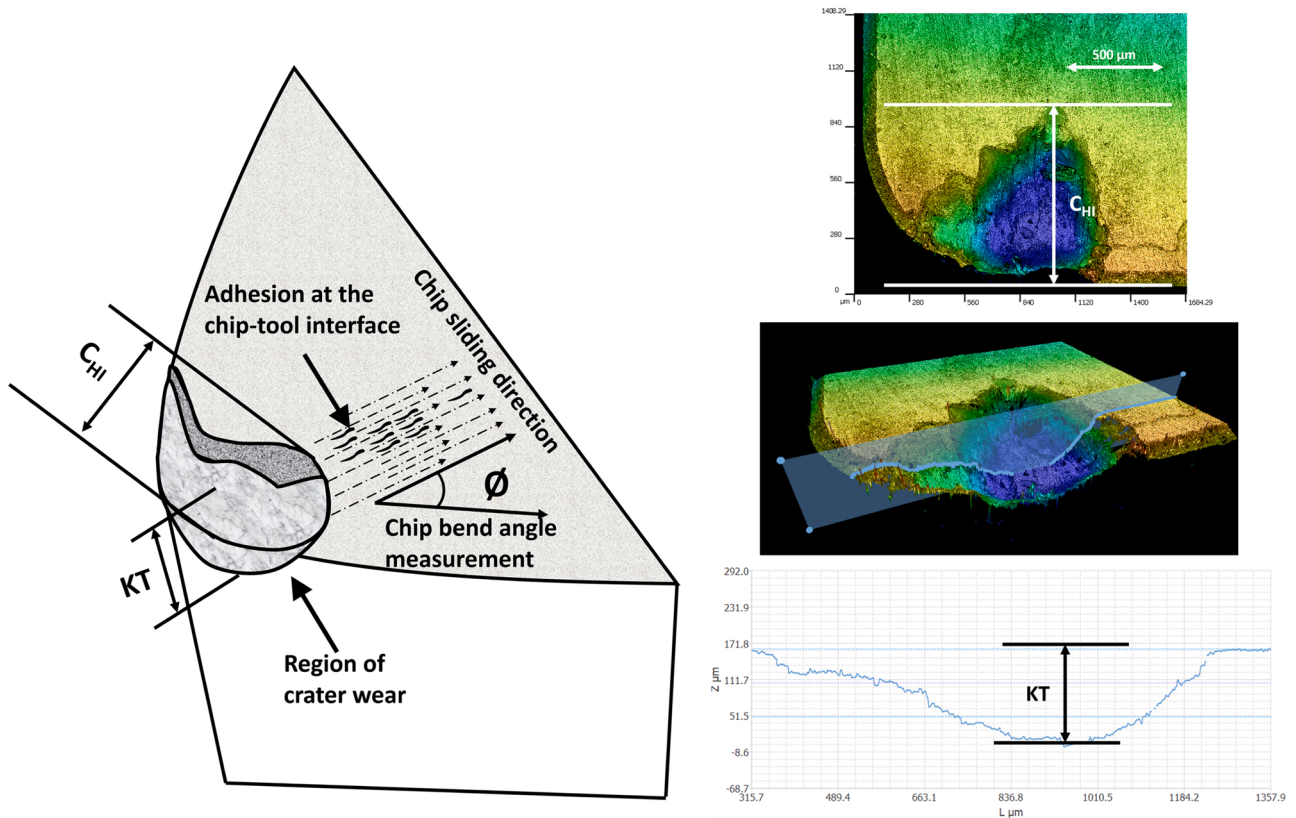 Adhesion at the
chip-tool interface
Chip sliding direction
C_HI
Ø
Chip bend angle
measurement
KT
Region of
crater wear
1408.29
1120
840
560
280
0
µm
0
280
560
840
1120
1400
1684.29
500 µm
C_HI
292.0
231.9
171.8
111.7
51.5
-8.6
-68.7
Z µm
KT
315.7
489.4
663.1
836.8
1010.5
1184.2
1357.9
L µm